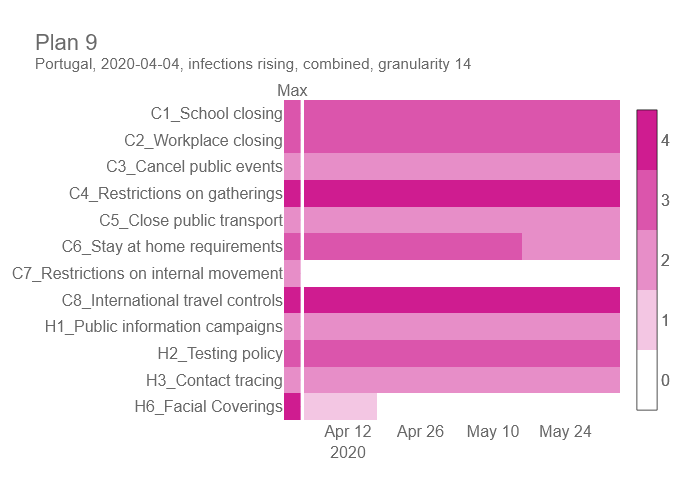 Plan 9
Portugal, 2020-04-04, infections rising, combined, granularity 14
Max
C1_School closing
C2_Workplace closing
C3_Cancel public events
C4_Restrictions on gatherings
C5_Close public transport
C6_Stay at home requirements
C7_Restrictions on internal movement
C8_International travel controls
H1_Public information campaigns
H2_Testing policy
H3_Contact tracing
H6_Facial Coverings
Apr 12 Apr 26 May 10 May 24
2020
4
3
2
1
0